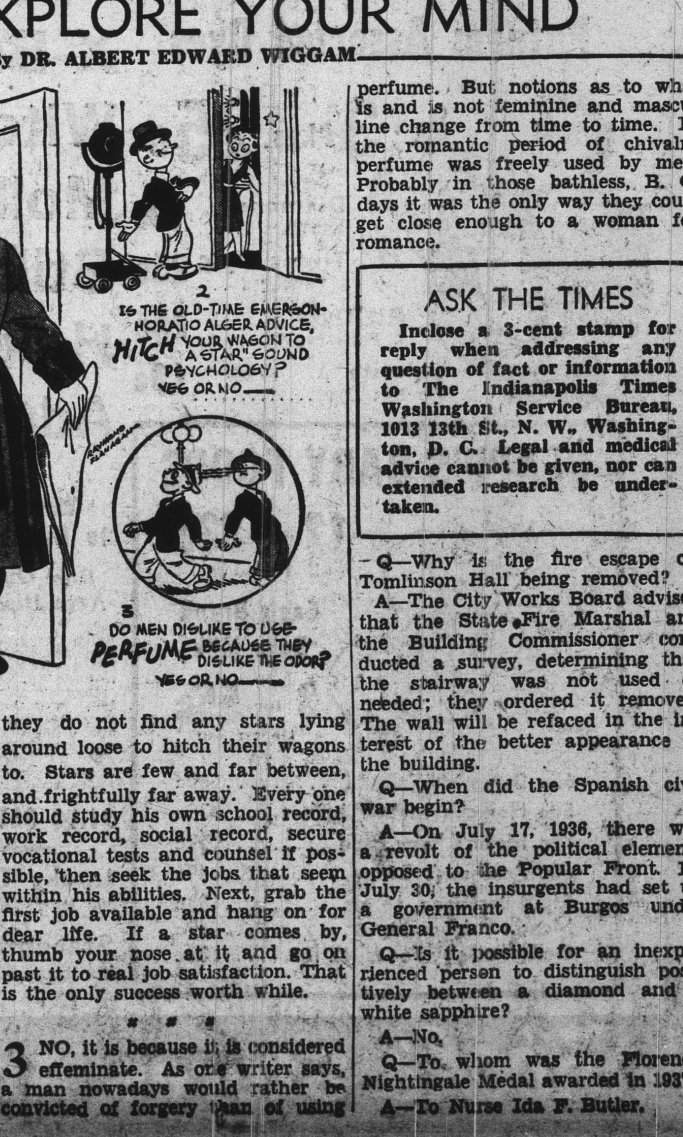 XPLORE YOUR MIND
By DR. ALBERT EDWARD WIGGAM
2
IS THE OLD-TIME EMERSON-
HORATIO ALGER ADVICE,
HITCH YOUR WAGON TO
A STAR" SOUND
PSYCHOLOGY?
YES OR NO
RAYMOND
FLANAGAN
3
DO MEN DISLIKE TO USE
PERFUME BECAUSE THEY
DISLIKE THE ODOR?
YES OR NO
they do not find any stars lying
around loose to hitch their wagons
to. Stars are few and far between,
and frightfully far away. Every one
should study his own school record,
work record, social record, secure
vocational tests and counsel if pos-
sible, then seek the jobs that seem
within his abilities. Next, grab the
first job available and hang on for
dear life. If a star comes by,
thumb your nose at it and go on
past it to real job satisfaction. That
is the only success worth while.
3 NO, it is because it is considered
effeminate. As one writer says,
a man nowadays would rather be
convicted of forgery than of using
perfume. But notions as to wh
is and is not feminine and mascu
line change from time to time. I
the romantic period of chival
perfume was freely used by me
Probably in those bathless, B. 
days it was the only way they cou
get close enough to a woman f
romance.
ASK THE TIMES
Inclose a 3-cent stamp for
reply when addressing any
question of fact or information
to The Indianapolis Times
Washington Service Bureau,
1013 13th St., N. W., Washing-
ton, D. C. Legal and medical
advice cannot be given, nor can
extended research be under-
taken.
Q—Why is the fire escape o
Tomlinson Hall being removed?
A—The City Works Board advise
that the State Fire Marshal an
the Building Commissioner con
ducted a survey, determining th
the stairway was not used 
needed; they ordered it remove
The wall will be refaced in the in
terest of the better appearance
the building.
Q—When did the Spanish civ
war begin?
A—On July 17, 1936, there w
a revolt of the political elemen
opposed to the Popular Front. 
July 30, the insurgents had set u
a government at Burgos und
General Franco.
Q—Is it possible for an inexp
rienced person to distinguish pos
tively between a diamond and
white sapphire?
A—No.
Q—To whom was the Floren
Nightingale Medal awarded in 193
A—To Nurse Ida F. Butler.